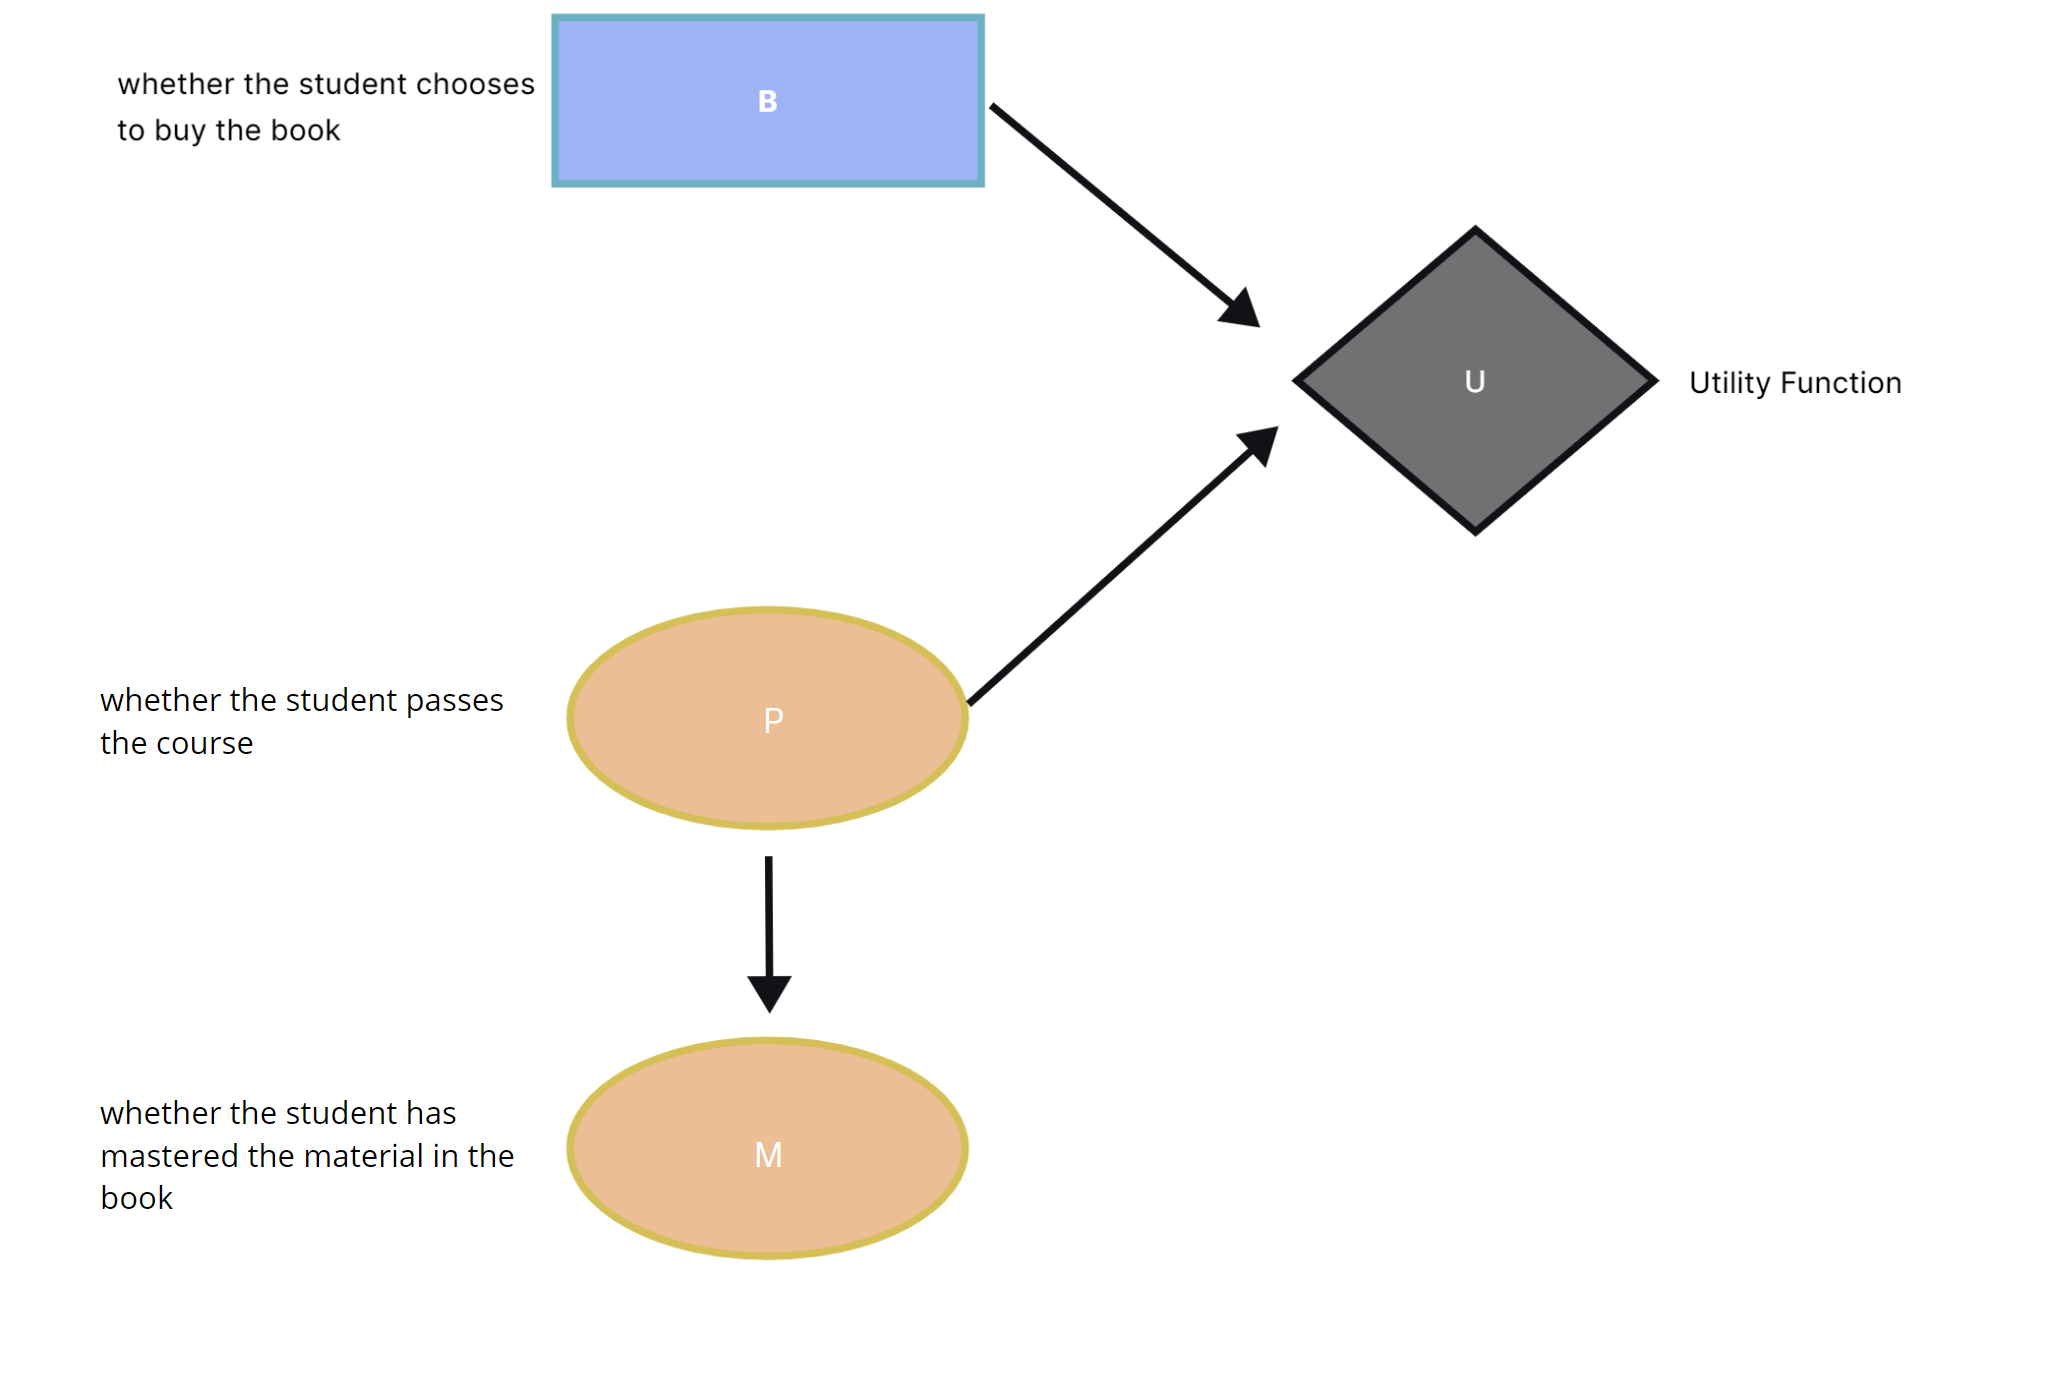 whether the student chooses
to buy the book
B
U
Utility Function
whether the student passes
the course
P
whether the student has
mastered the material in the
book
M